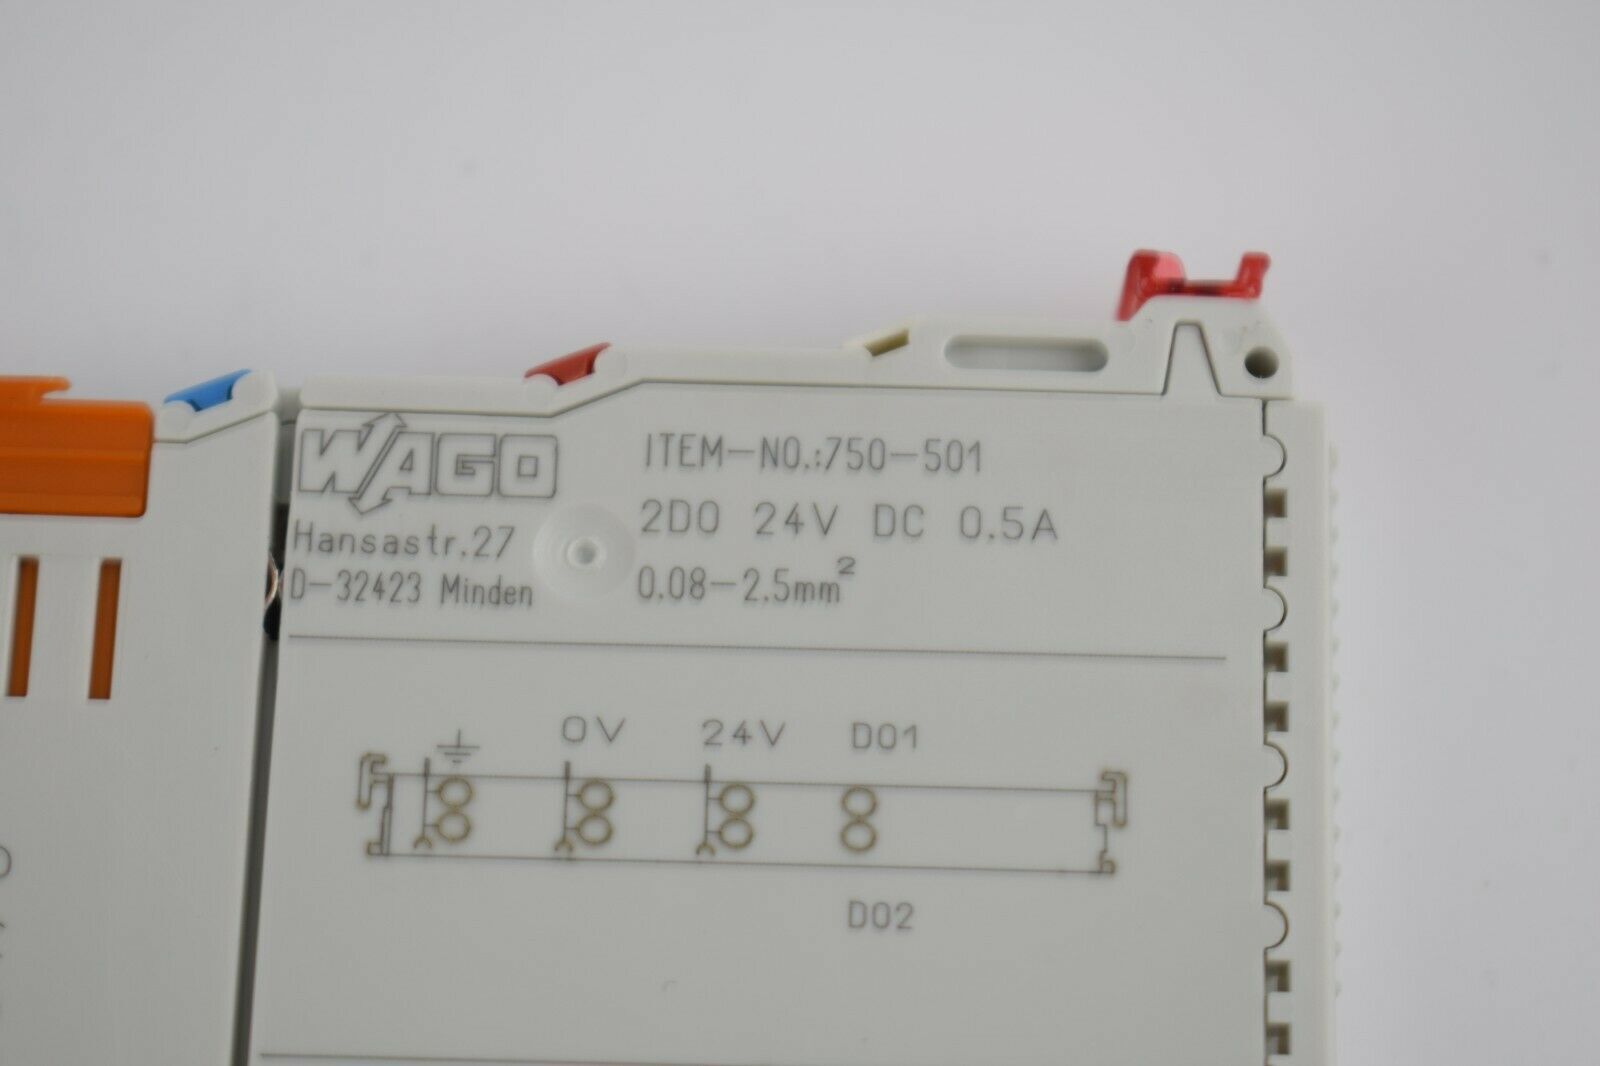 WAGO
Hansastr.27
D-32423 Minden
ITEM-NO.:750-501
2DO 24V DC 0.5A
0.08-2.5mm²
0V 24V DO1
DO2